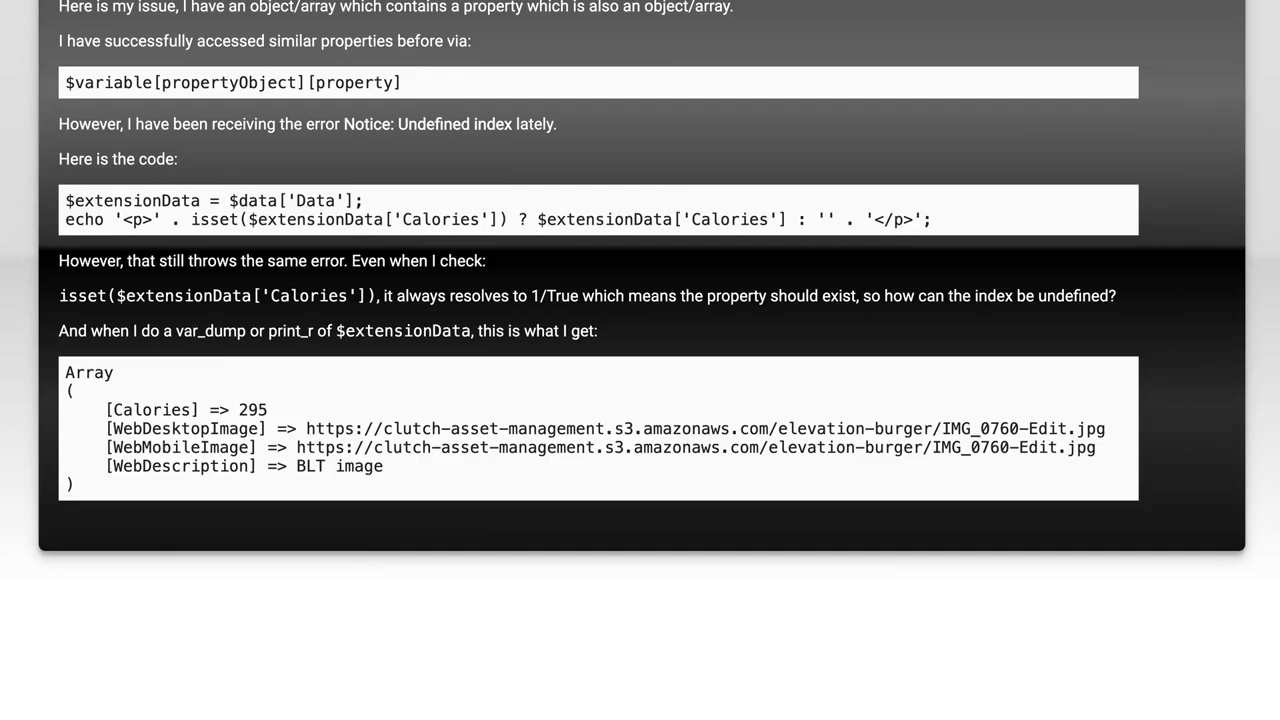 Here is my issue, I have an object/array which contains a property which is also an object/array.
I have successfully accessed similar properties before via:
$variable[propertyObject][property]
However, I have been receiving the error Notice: Undefined index lately.
Here is the code:
$extensionData = $data['Data'];
echo '<p>' . isset($extensionData['Calories']) ? $extensionData['Calories'] : '' . '</p>';
However, that still throws the same error. Even when I check:
isset($extensionData['Calories']), it always resolves to 1/True which means the property should exist, so how can the index be undefined?
And when I do a var_dump or print_r of $extensionData, this is what I get:
Array
(
[Calories] => 295
[WebDesktopImage] => https://clutch-asset-management.s3.amazonaws.com/elevation-burger/IMG_0760-Edit.jpg
[WebMobileImage] => https://clutch-asset-management.s3.amazonaws.com/elevation-burger/IMG_0760-Edit.jpg
[WebDescription] => BLT image
)